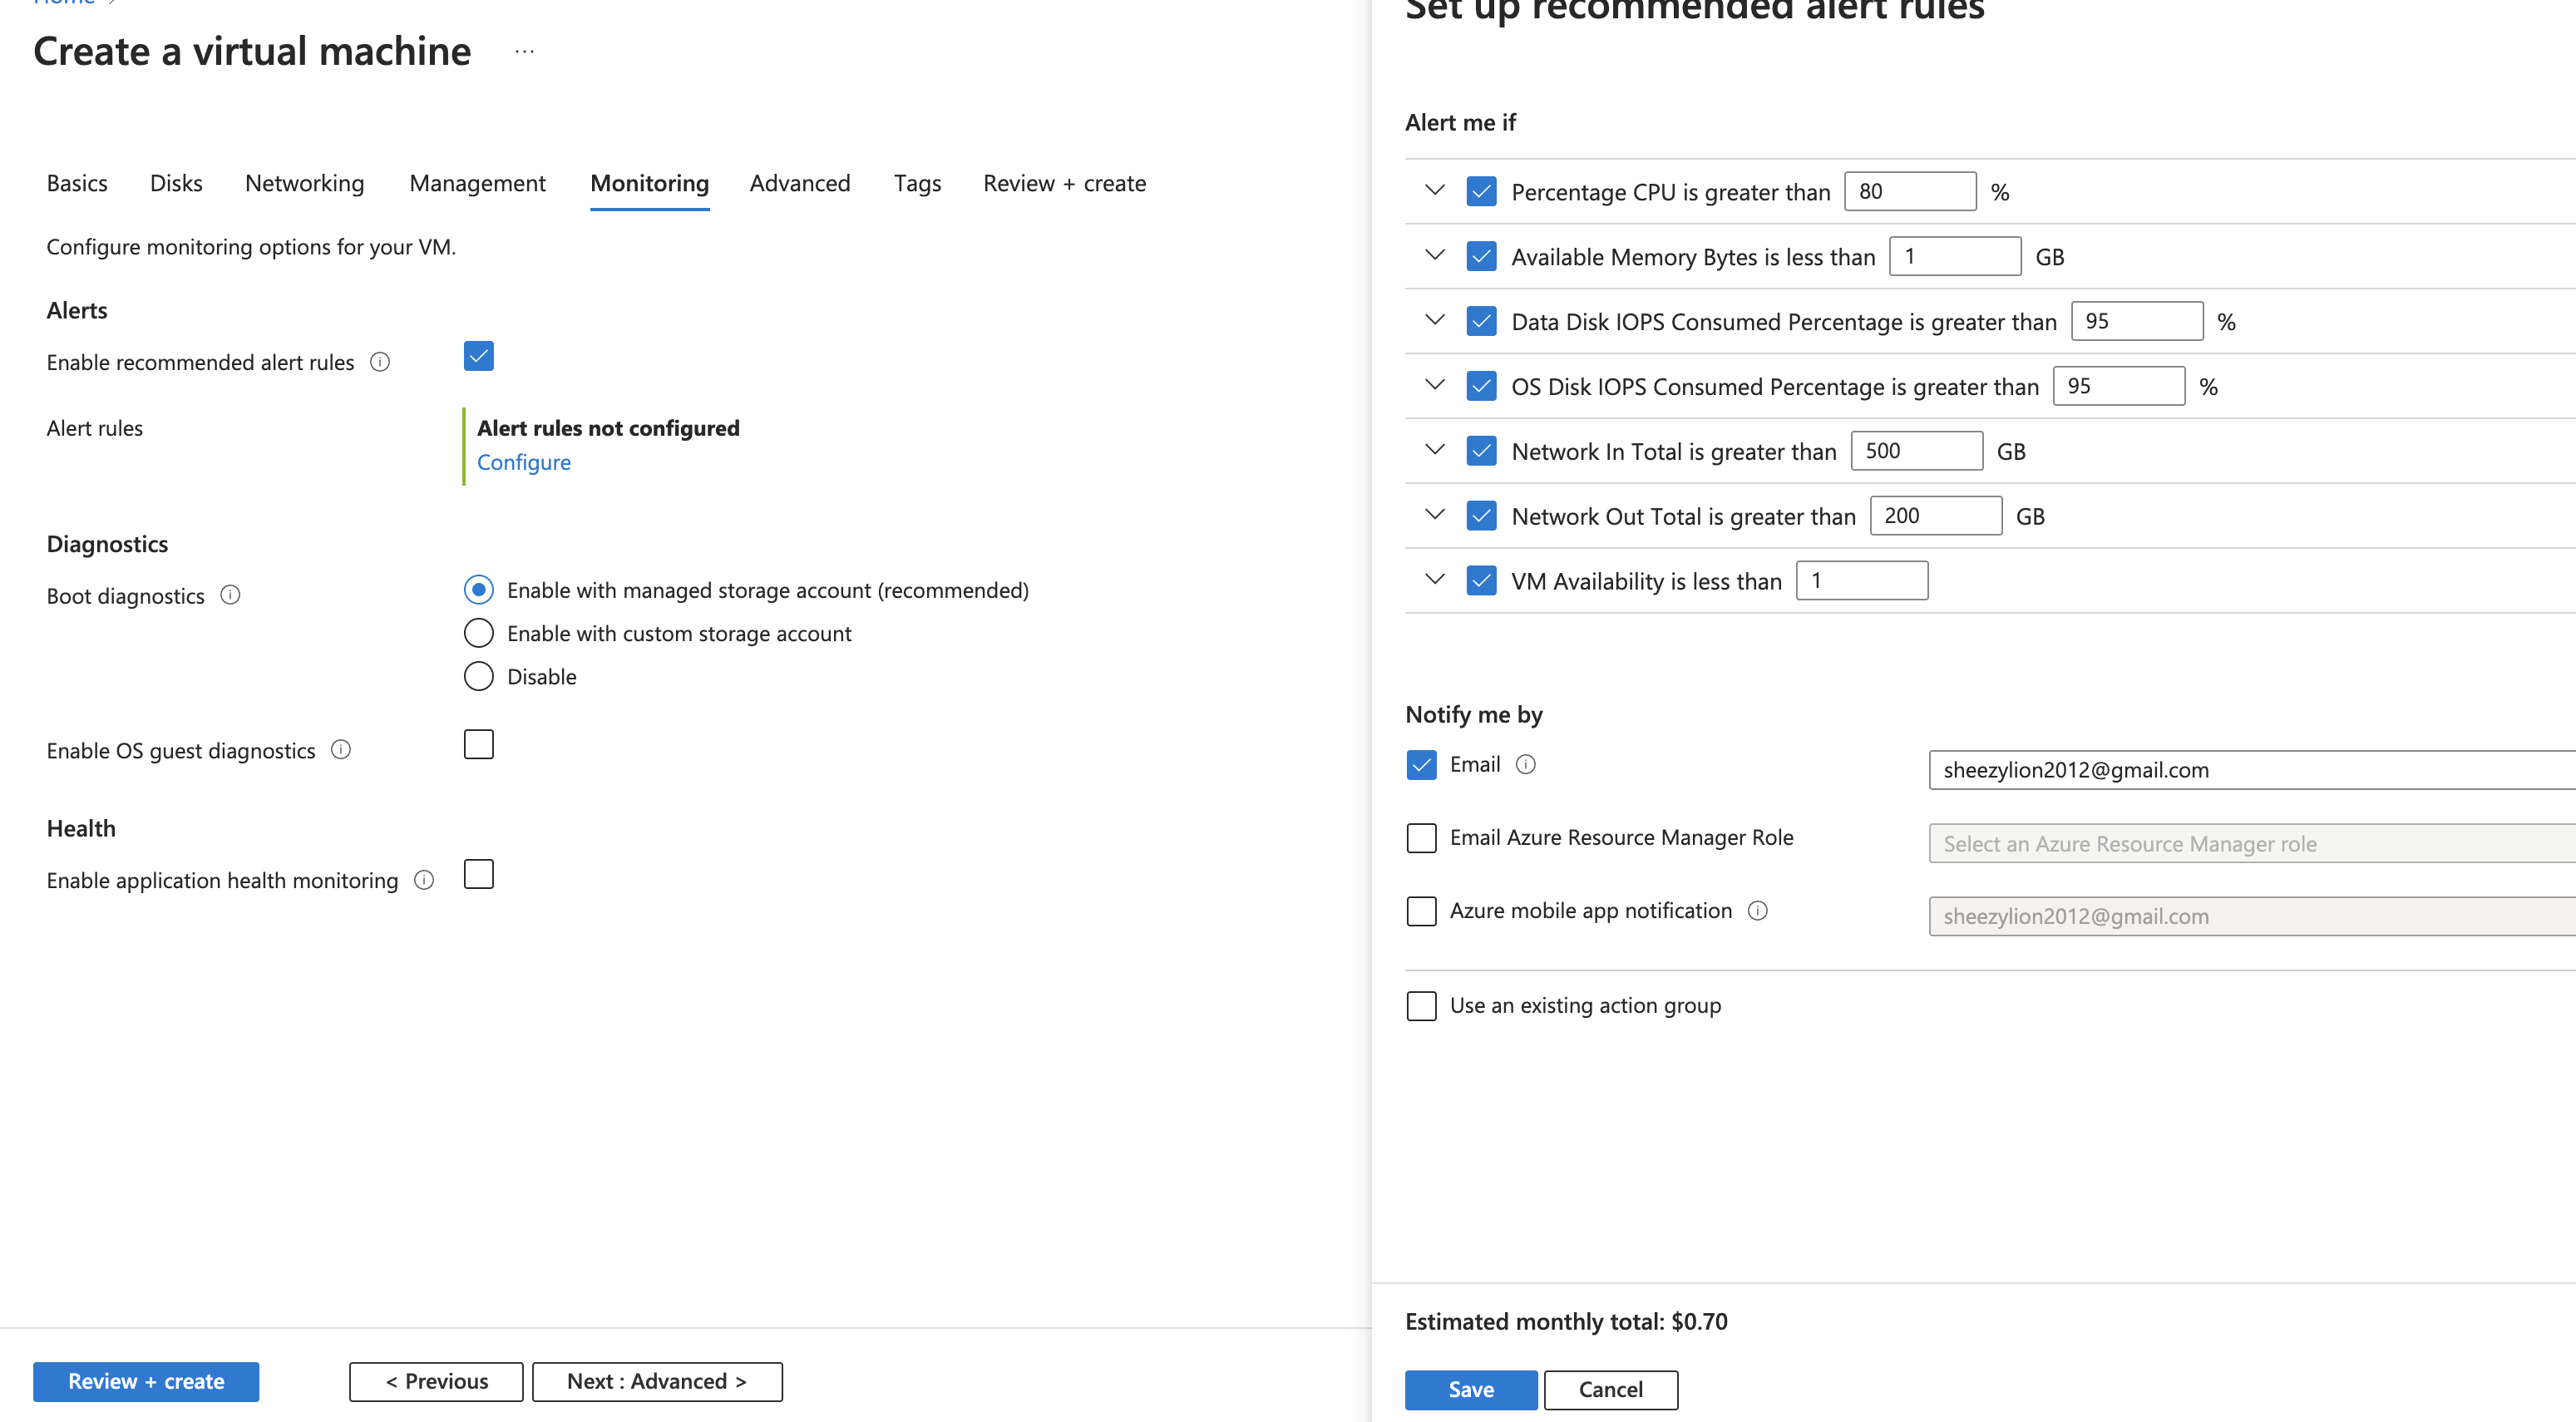 Home
Create a virtual machine ...
Basics Disks Networking Management Monitoring Advanced Tags Review + create
Configure monitoring options for your VM.
Alerts
Enable recommended alert rules
Alert rules
Alert rules not configured
Configure
Diagnostics
Boot diagnostics
Enable with managed storage account (recommended)
Enable with custom storage account
Disable
Enable OS guest diagnostics
Health
Enable application health monitoring
Review + create
< Previous
Next : Advanced >
Set up recommended alert rules
Alert me if
Percentage CPU is greater than 80 %
Available Memory Bytes is less than 1 GB
Data Disk IOPS Consumed Percentage is greater than 95 %
OS Disk IOPS Consumed Percentage is greater than 95 %
Network In Total is greater than 500 GB
Network Out Total is greater than 200 GB
VM Availability is less than 1
Notify me by
Email sheezylion2012@gmail.com
Email Azure Resource Manager Role Select an Azure Resource Manager role
Azure mobile app notification sheezylion2012@gmail.com
Use an existing action group
Estimated monthly total: $0.70
Save Cancel